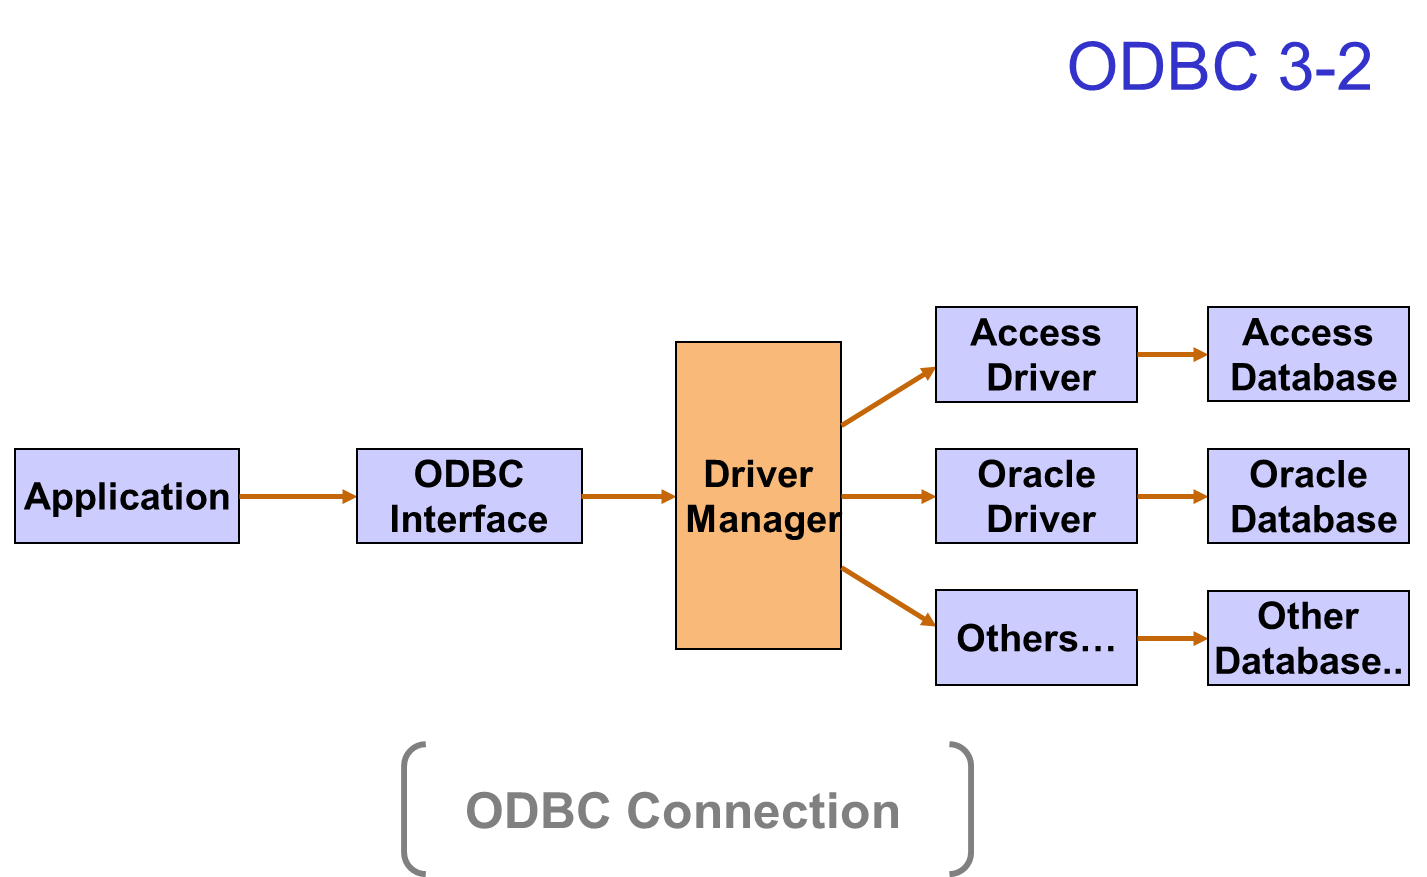 ODBC 3-2
Application
ODBC
Interface
Driver
Manager
Access
Driver
Access
Database
Oracle
Driver
Oracle
Database
Others…
Other
Database..
ODBC Connection